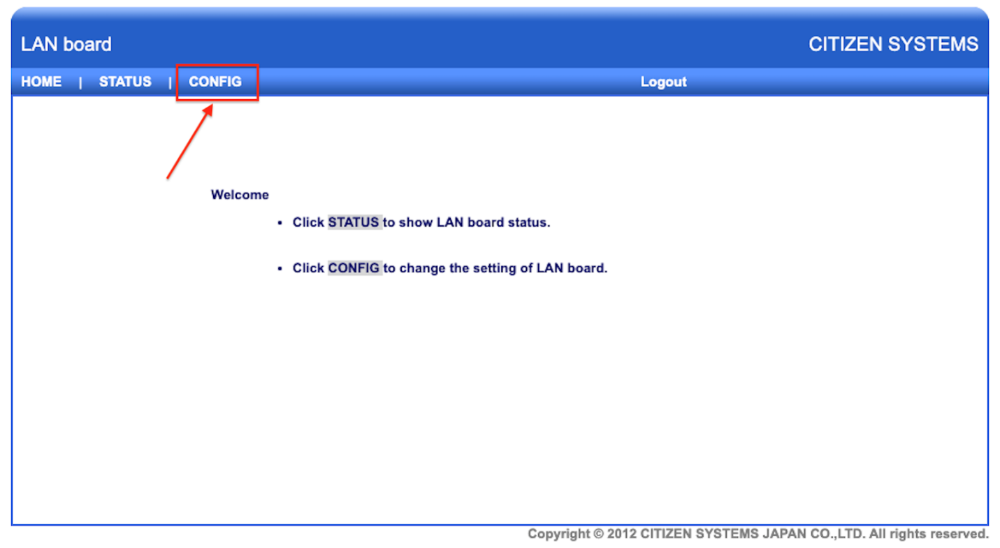 LAN board CITIZEN SYSTEMS
HOME | STATUS | CONFIG Logout
Welcome
• Click STATUS to show LAN board status.
• Click CONFIG to change the setting of LAN board.
Copyright © 2012 CITIZEN SYSTEMS JAPAN CO.,LTD. All rights reserved.